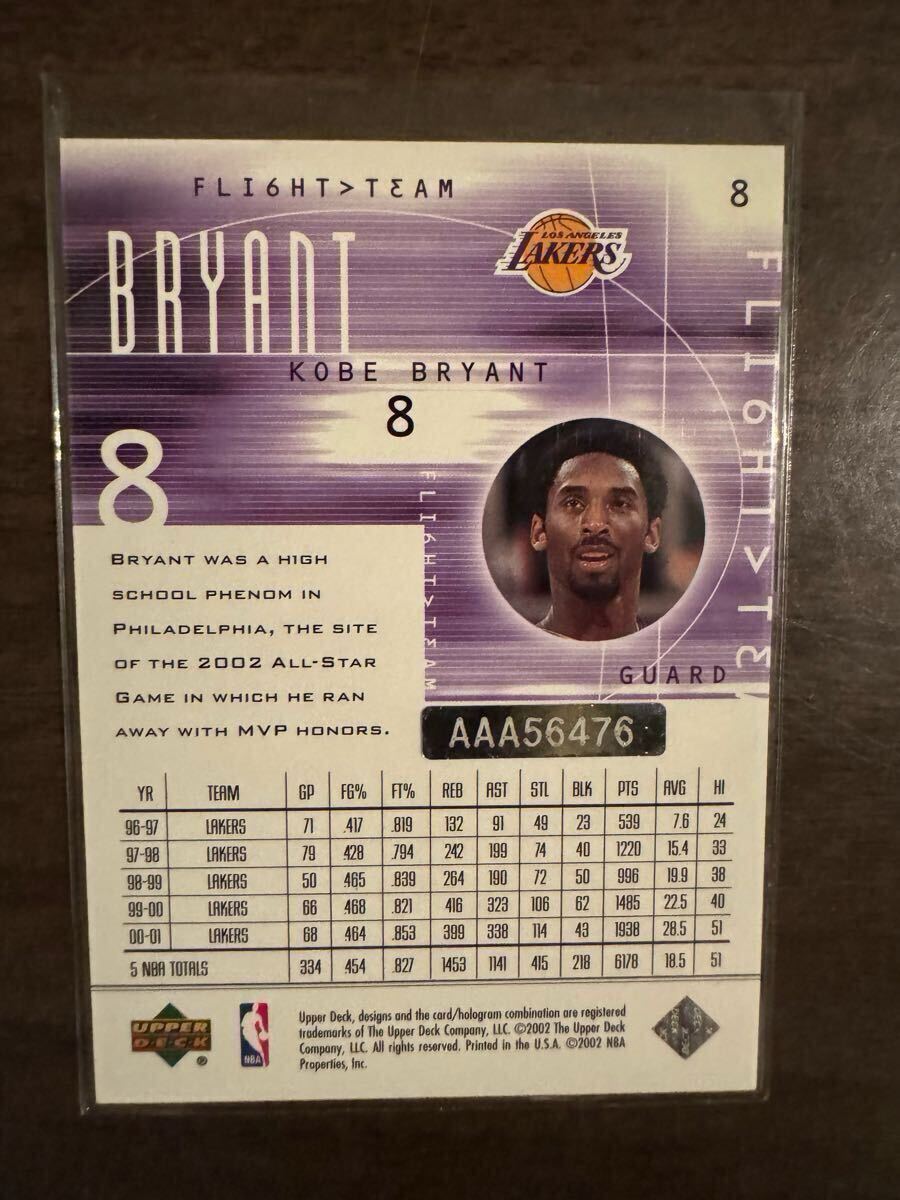 FLI6HT>TƐAM
8
LOS ANGELES
LAKERS
BRYANT
KOBE BRYANT
8
8
FLI6HT>TƐAM
FLI6HT>TƐ
BRYANT WAS A HIGH
SCHOOL PHENOM IN
PHILADELPHIA, THE SITE
OF THE 2002 ALL-STAR
GAME IN WHICH HE RAN
AWAY WITH MVP HONORS.
GUARD
AAA56476
YR TEAM GP FG% FT% REB AST STL BLK PTS AVG HI
96-97 LAKERS 71 .417 .819 132 91 49 23 539 7.6 24
97-98 LAKERS 79 .428 .794 242 199 74 40 1220 15.4 33
98-99 LAKERS 50 .465 .839 264 190 72 50 996 19.9 38
99-00 LAKERS 66 .468 .821 416 323 106 62 1485 22.5 40
00-01 LAKERS 68 .464 .853 399 338 114 43 1938 28.5 51
5 NBA TOTALS 334 .454 .827 1453 1141 415 218 6178 18.5 51
UPPER
DECK
®
NBA
Upper Deck, designs and the card/hologram combination are registered
trademarks of The Upper Deck Company, LLC. ©2002 The Upper Deck
Company, LLC. All rights reserved. Printed in the U.S.A. ©2002 NBA
Properties, Inc.